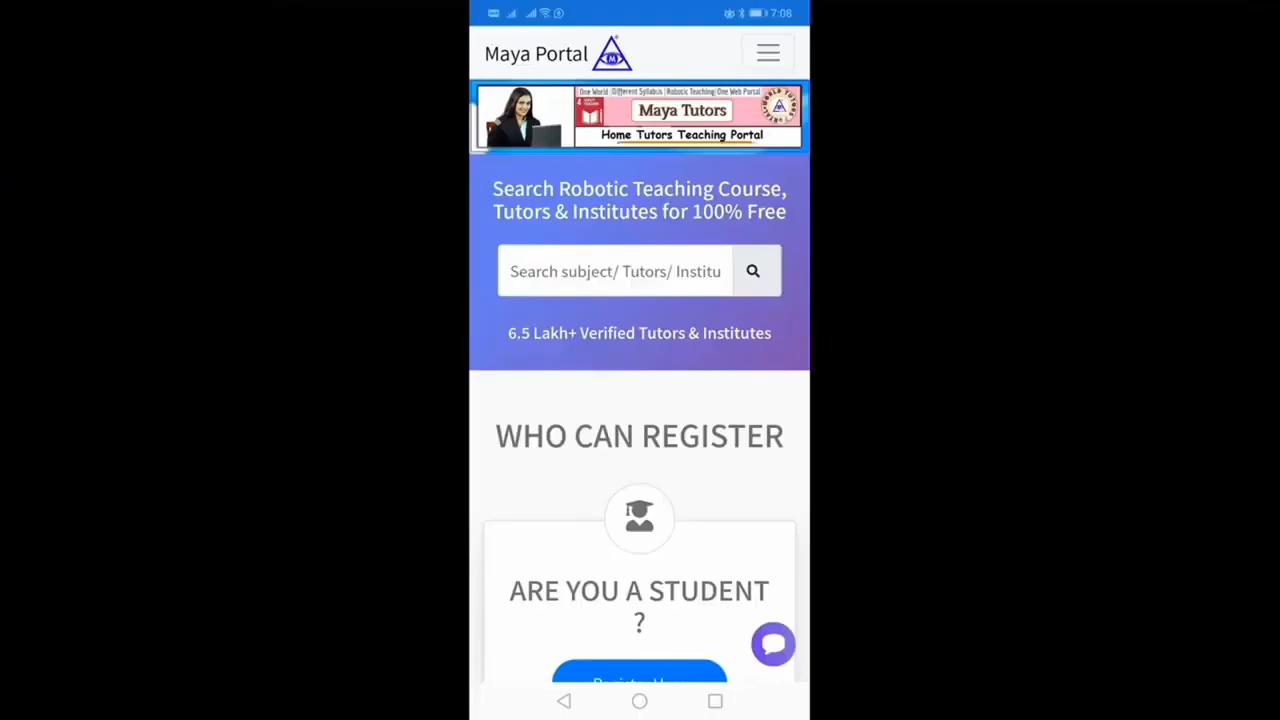 7:08
Maya Portal
M
One World | Different Syllabus | Robotic Teaching | One Web Portal
4
Maya Tutors
Home Tutors Teaching Portal
Search Robotic Teaching Course,
Tutors & Institutes for 100% Free
Search subject/ Tutors/ Institu
6.5 Lakh+ Verified Tutors & Institutes
WHO CAN REGISTER
ARE YOU A STUDENT
?